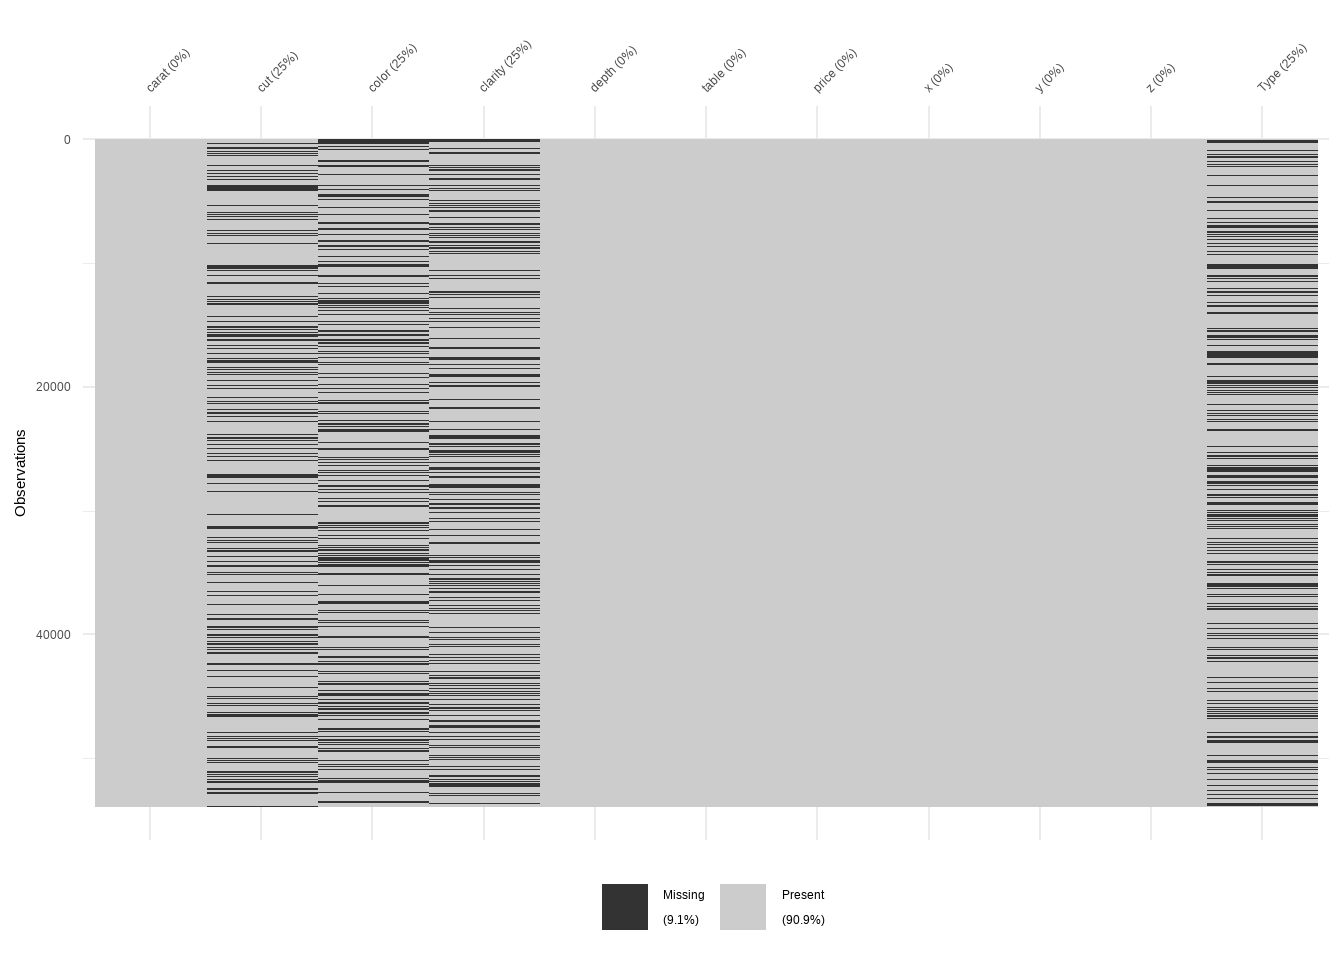 carat (0%)
cut (25%)
color (25%)
clarity (25%)
depth (0%)
table (0%)
price (0%)
x (0%)
y (0%)
z (0%)
Type (25%)
0
20000
40000
Observations
Missing
(9.1%)
Present
(90.9%)